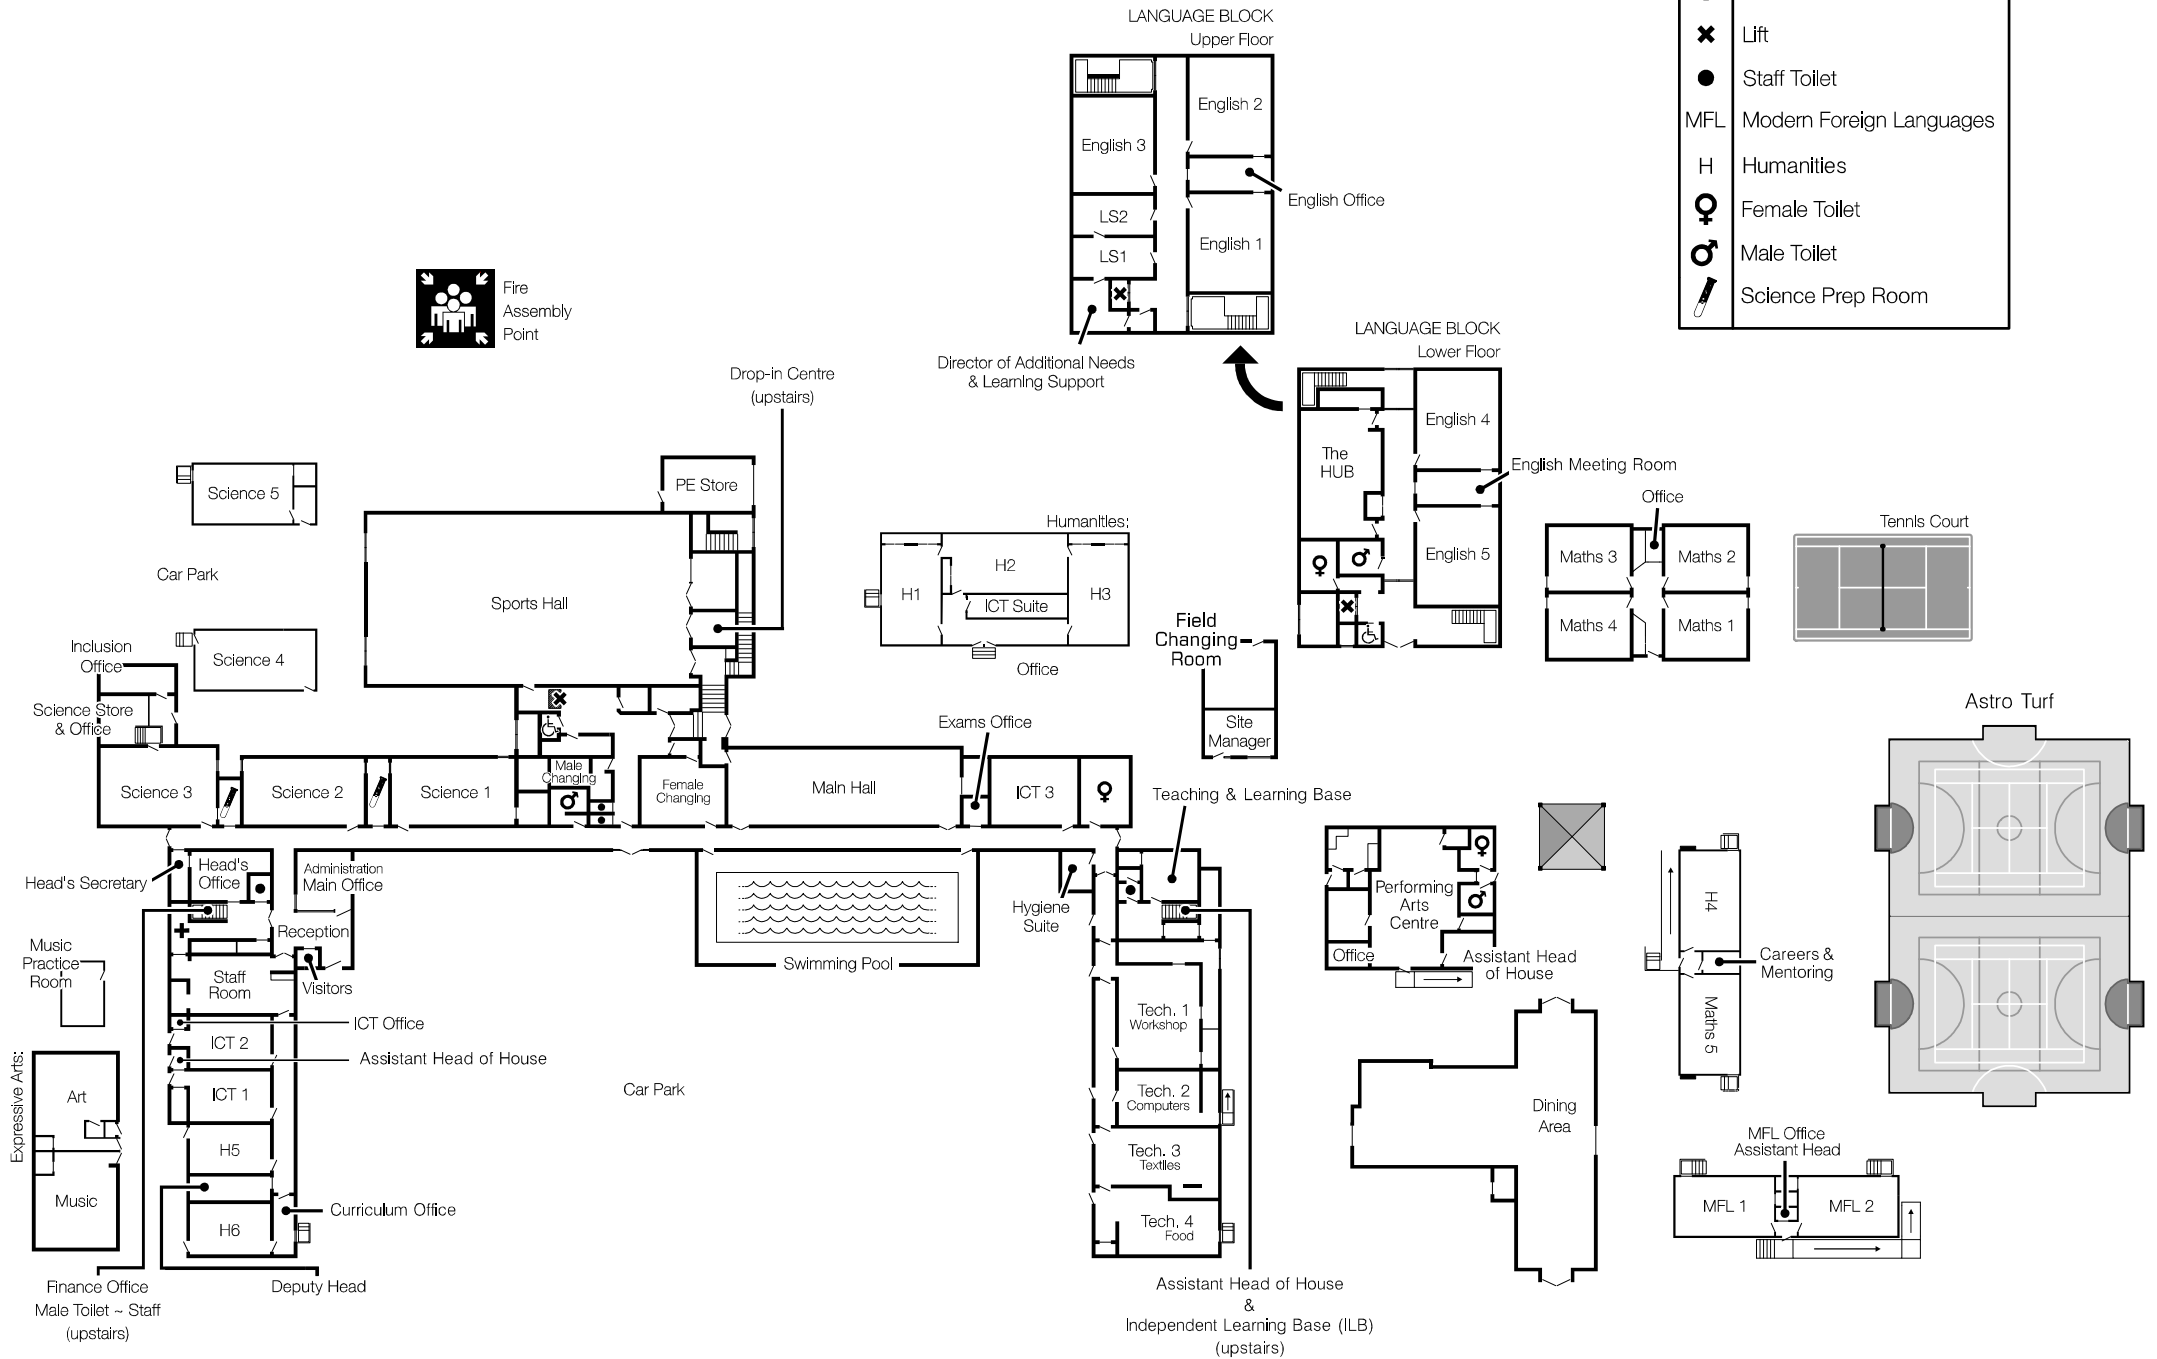 LANGUAGE BLOCK
Upper Floor
English 2
English 3
English Office
LS2
LS1
English 1
Director of Additional Needs
& Learning Support
Lift
Staff Toilet
MFL Modern Foreign Languages
H Humanities
Female Toilet
Male Toilet
Science Prep Room
Fire
Assembly
Point
LANGUAGE BLOCK
Lower Floor
English 4
The
HUB
English Meeting Room
English 5
Drop-in Centre
(upstairs)
PE Store
Sports Hall
Science 5
Car Park
Science 4
Inclusion
Office
Science Store
& Office
Humanities:
H1
H2
ICT Suite
H3
Office
Office
Maths 3
Maths 2
Maths 4
Maths 1
Tennis Court
Field
Changing
Room
Site
Manager
Astro Turf
Exams Office
Science 3
Science 2
Science 1
Male
Changing
Female
Changing
Main Hall
ICT 3
Teaching & Learning Base
Head's Secretary
Head's
Office
Administration
Main Office
Reception
Visitors
Staff
Room
Music
Practice
Room
ICT Office
ICT 2
Assistant Head of House
ICT 1
H5
H6
Curriculum Office
Deputy Head
Finance Office
Male Toilet ~ Staff
(upstairs)
Expressive Arts:
Art
Music
Swimming Pool
Hygiene
Suite
Car Park
Tech. 1
Workshop
Tech. 2
Computers
Tech. 3
Textiles
Tech. 4
Food
Assistant Head of House
&
Independent Learning Base (ILB)
(upstairs)
Performing
Arts
Centre
Office
Assistant Head
of House
Dining
Area
H4
Careers &
Mentoring
Maths 5
MFL Office
Assistant Head
MFL 1
MFL 2